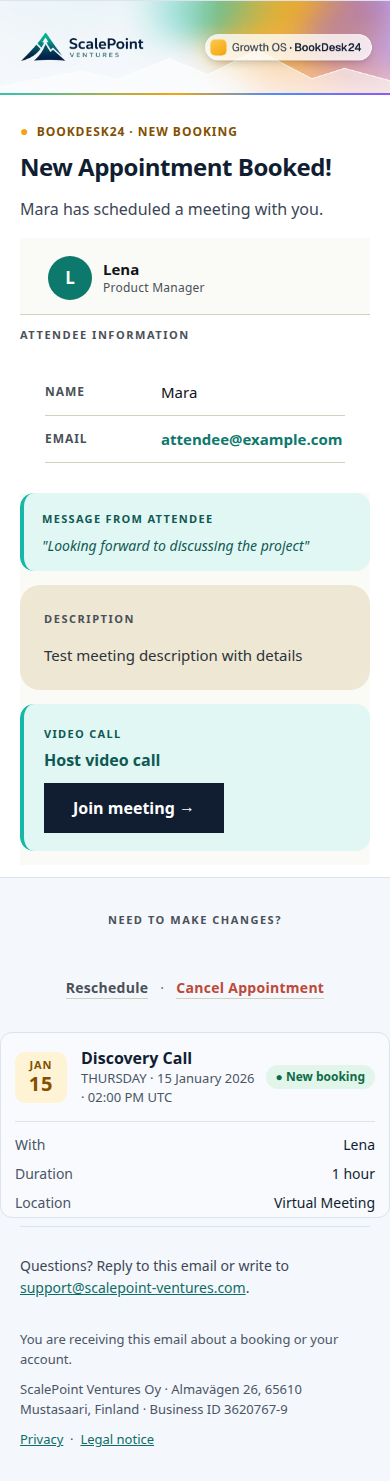 ScalePoint
VENTURES
Growth OS · BookDesk24
BOOKDESK24 · NEW BOOKING
New Appointment Booked!
Mara has scheduled a meeting with you.
L
Lena
Product Manager
ATTENDEE INFORMATION
NAME Mara
EMAIL attendee@example.com
MESSAGE FROM ATTENDEE
"Looking forward to discussing the project"
DESCRIPTION
Test meeting description with details
VIDEO CALL
Host video call
Join meeting →
NEED TO MAKE CHANGES?
Reschedule · Cancel Appointment
JAN
15
Discovery Call
THURSDAY · 15 January 2026
· 02:00 PM UTC
● New booking
With Lena
Duration 1 hour
Location Virtual Meeting
Questions? Reply to this email or write to
support@scalepoint-ventures.com.
You are receiving this email about a booking or your
account.
ScalePoint Ventures Oy · Almavägen 26, 65610
Mustasaari, Finland · Business ID 3620767-9
Privacy · Legal notice